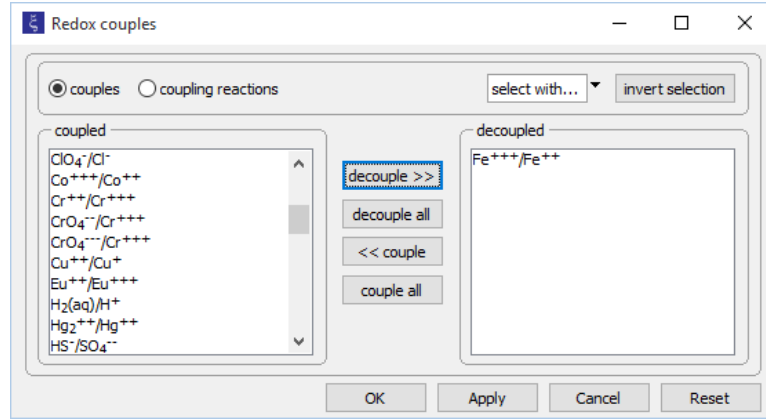 ξ Redox couples
couples coupling reactions select with... invert selection
coupled
ClO₄⁻/Cl⁻
Co⁺⁺⁺/Co⁺⁺
Cr⁺⁺/Cr⁺⁺⁺
CrO₄⁻⁻/Cr⁺⁺⁺
CrO₄⁻⁻⁻/Cr⁺⁺⁺
Cu⁺⁺/Cu⁺
Eu⁺⁺/Eu⁺⁺⁺
H₂(aq)/H⁺
Hg₂⁺⁺/Hg⁺⁺
HS⁻/SO₄⁻⁻
decouple >>
decouple all
<< couple
couple all
decoupled
Fe⁺⁺⁺/Fe⁺⁺
OK Apply Cancel Reset